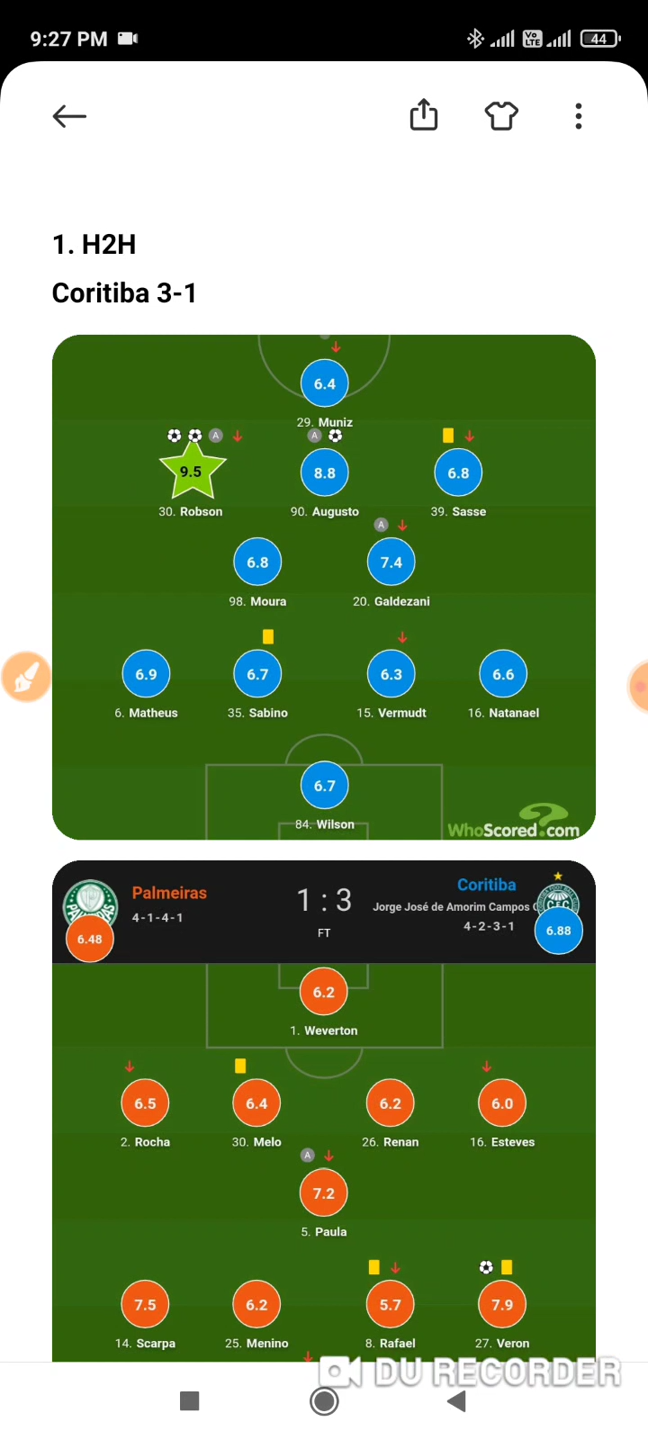 9:27 PM
Vo LTE
44
1. H2H
Coritiba 3-1
6.4
29. Muniz
A
A
9.5
8.8
6.8
30. Robson
90. Augusto
39. Sasse
A
6.8
7.4
98. Moura
20. Galdezani
6.9
6.7
6.3
6.6
6. Matheus
35. Sabino
15. Vermudt
16. Natanael
6.7
84. Wilson
WhoScored.com
Palmeiras
4-1-4-1
6.48
1 : 3
FT
Coritiba
Jorge José de Amorim Campos
4-2-3-1
6.88
6.2
1. Weverton
6.5
6.4
6.2
6.0
2. Rocha
30. Melo
26. Renan
16. Esteves
A
7.2
5. Paula
7.5
6.2
5.7
7.9
14. Scarpa
25. Menino
8. Rafael
27. Veron
DU RECORDER